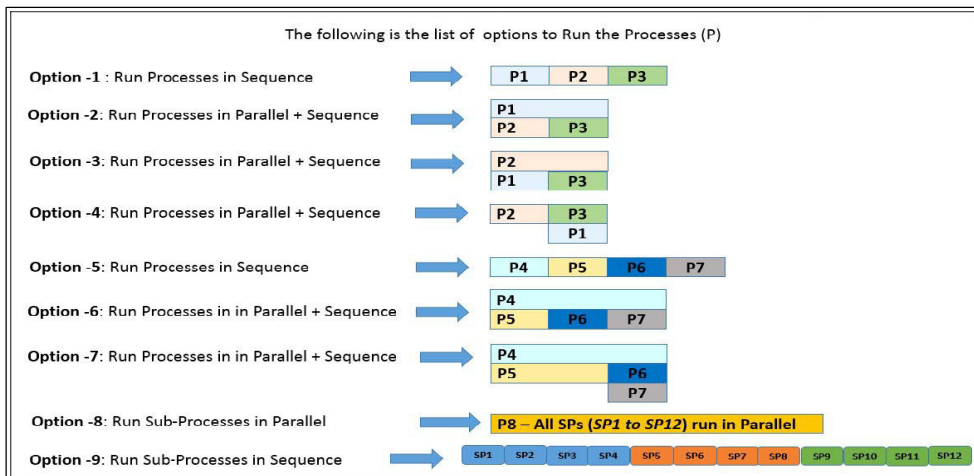 The following is the list of options to Run the Processes (P)
Option -1 : Run Processes in Sequence
P1 P2 P3
Option -2: Run Processes in Parallel + Sequence
P1
P2 P3
Option -3: Run Processes in Parallel + Sequence
P2
P1 P3
Option -4: Run Processes in Parallel + Sequence
P2 P3
P1
Option -5: Run Processes in Sequence
P4 P5 P6 P7
Option -6: Run Processes in in Parallel + Sequence
P4
P5 P6 P7
Option -7: Run Processes in in Parallel + Sequence
P4
P5 P6
P7
Option -8: Run Sub-Processes in Parallel
P8 – All SPs (SP1 to SP12) run in Parallel
Option -9: Run Sub-Processes in Sequence
SP1 SP2 SP3 SP4 SP5 SP6 SP7 SP8 SP9 SP10 SP11 SP12